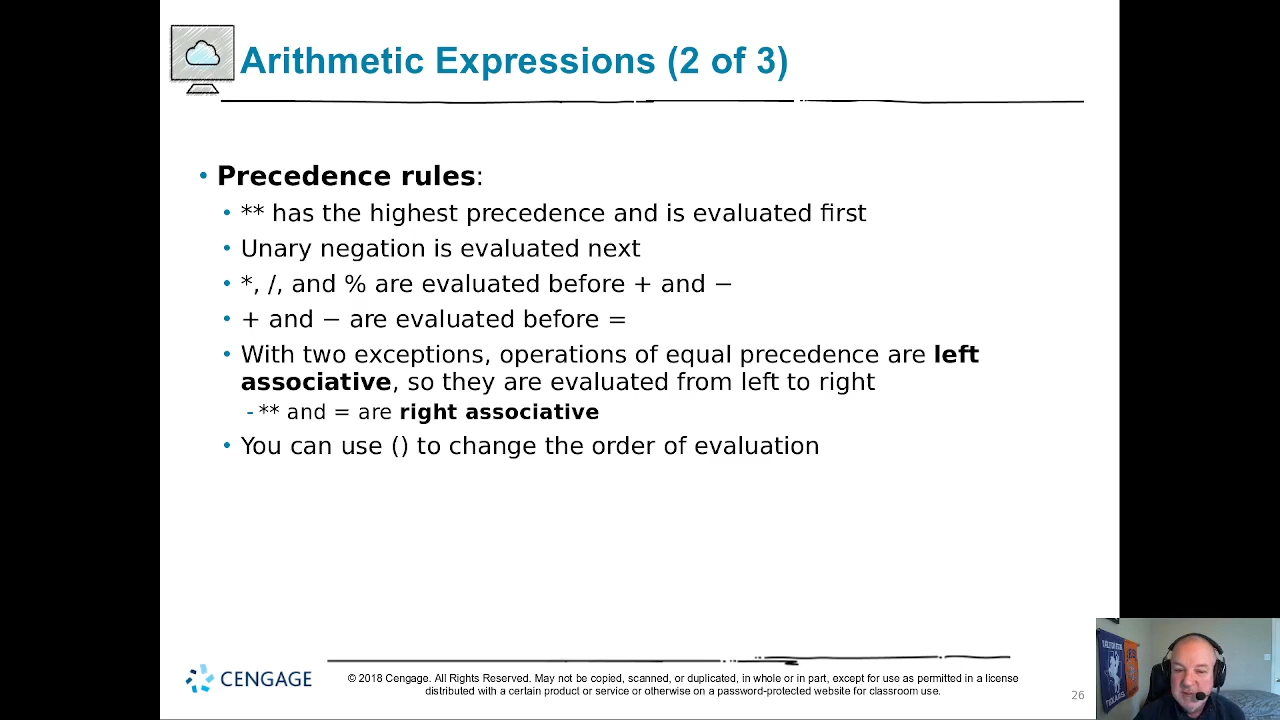 Arithmetic Expressions (2 of 3)
• Precedence rules:
• ** has the highest precedence and is evaluated first
• Unary negation is evaluated next
• *, /, and % are evaluated before + and −
• + and − are evaluated before =
• With two exceptions, operations of equal precedence are left
associative, so they are evaluated from left to right
- ** and = are right associative
• You can use () to change the order of evaluation
CENGAGE
© 2018 Cengage. All Rights Reserved. May not be copied, scanned, or duplicated, in whole or in part, except for use as permitted in a license
distributed with a certain product or service or otherwise on a password-protected website for classroom use.
26